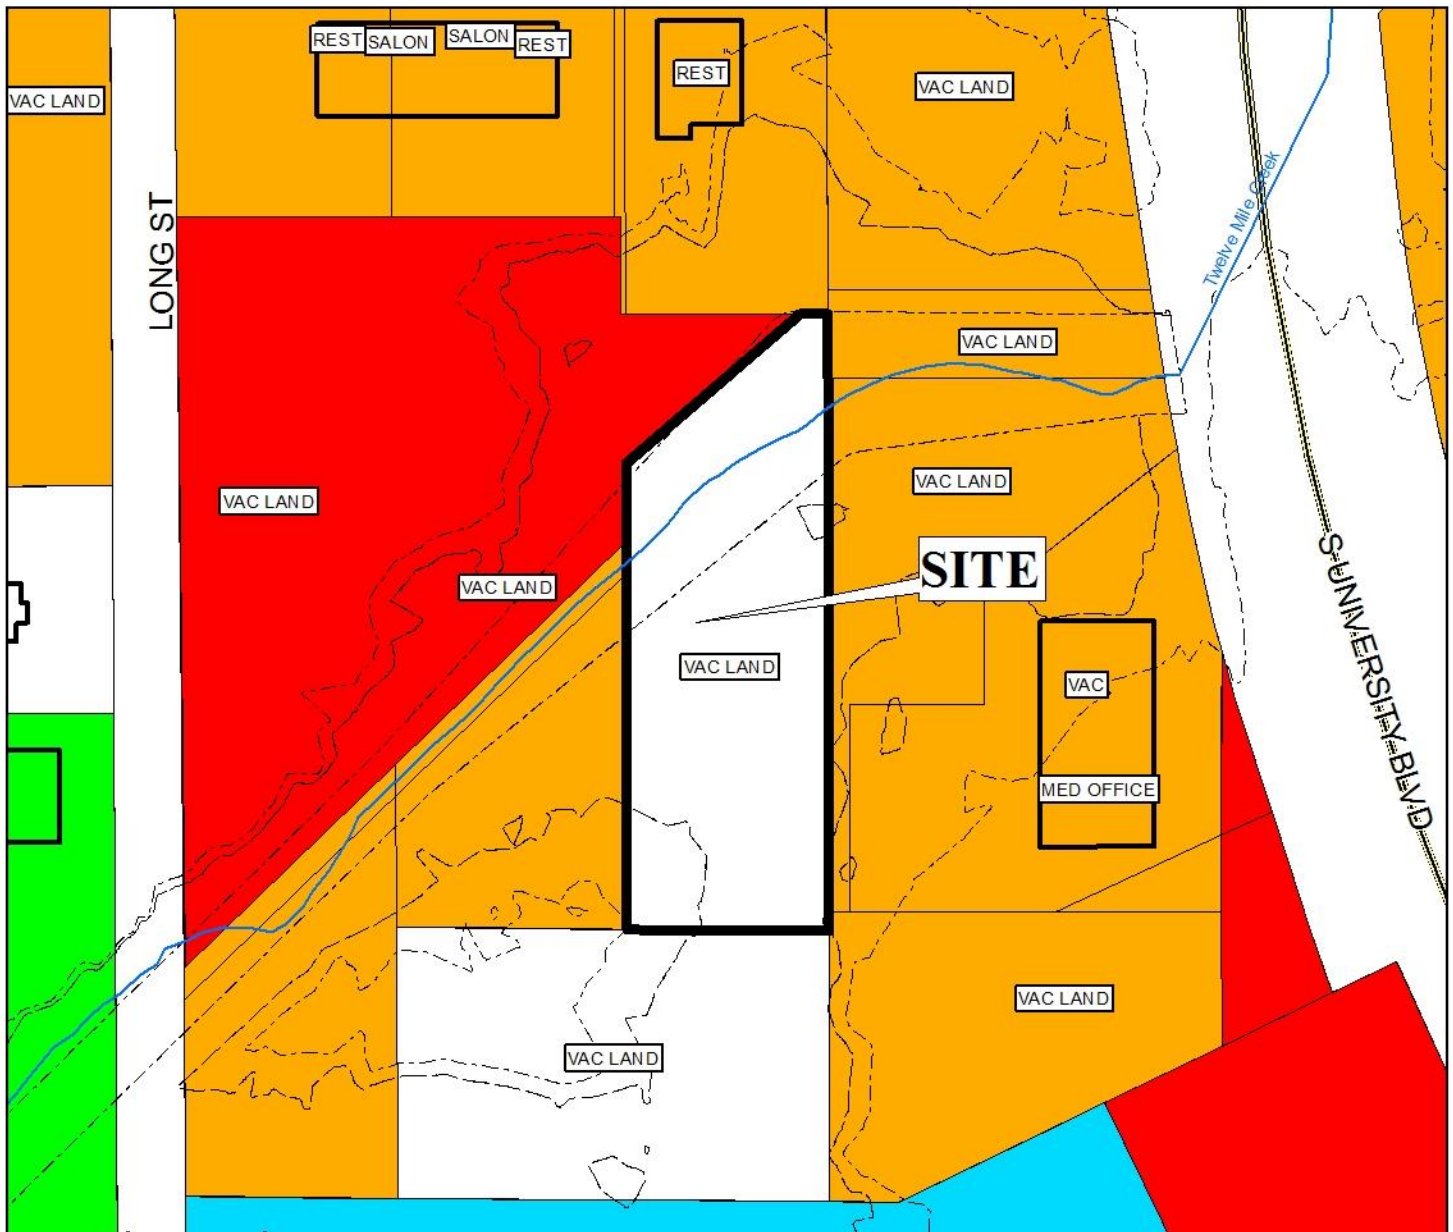 REST
SALON
SALON
REST
REST
VAC LAND
VAC LAND
LONG ST
Twelve Mile Creek
VAC LAND
VAC LAND
VAC LAND
SITE
VAC LAND
S UNIVERSITY BLVD
VAC LAND
VAC
MED OFFICE
VAC LAND
VAC LAND